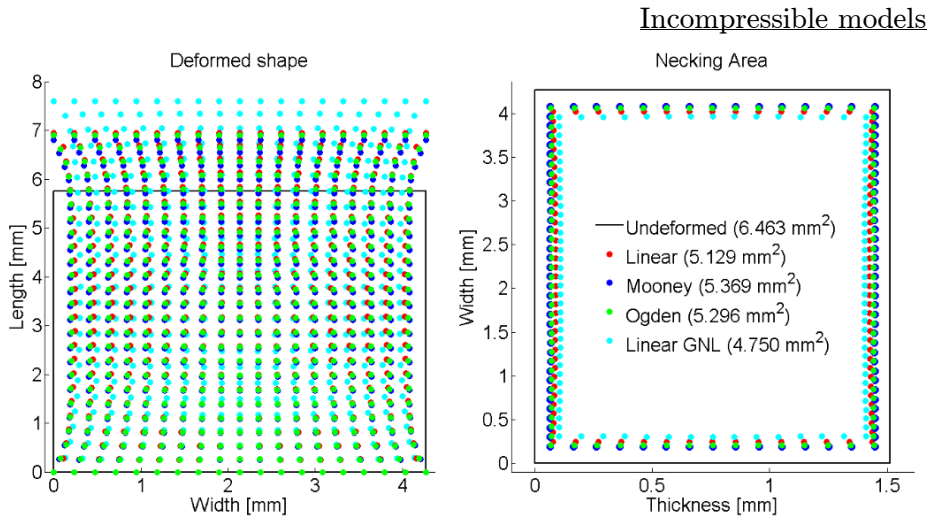 Incompressible models
Deformed shape
Necking Area
8
7
6
5
4
3
2
1
0
Length [mm]
0 1 2 3 4
Width [mm]
4
3.5
3
2.5
2
1.5
1
0.5
0
Width [mm]
Undeformed (6.463 mm²)
Linear (5.129 mm²)
Mooney (5.369 mm²)
Ogden (5.296 mm²)
Linear GNL (4.750 mm²)
0 0.5 1 1.5
Thickness [mm]